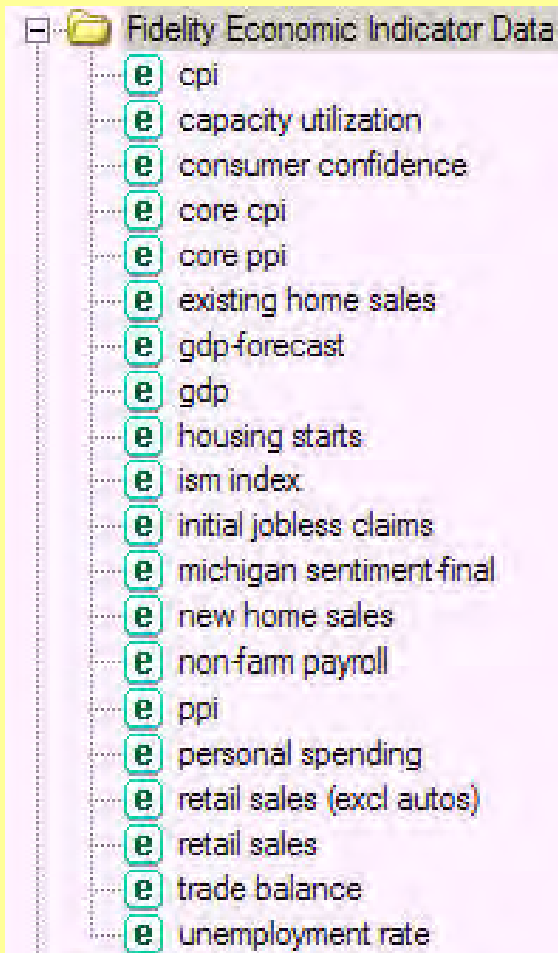 Fidelity Economic Indicator Data
e cpi
e capacity utilization
e consumer confidence
e core cpi
e core ppi
e existing home sales
e gdp-forecast
e gdp
e housing starts
e ism index
e initial jobless claims
e michigan sentiment-final
e new home sales
e non-farm payroll
e ppi
e personal spending
e retail sales (excl autos)
e retail sales
e trade balance
e unemployment rate